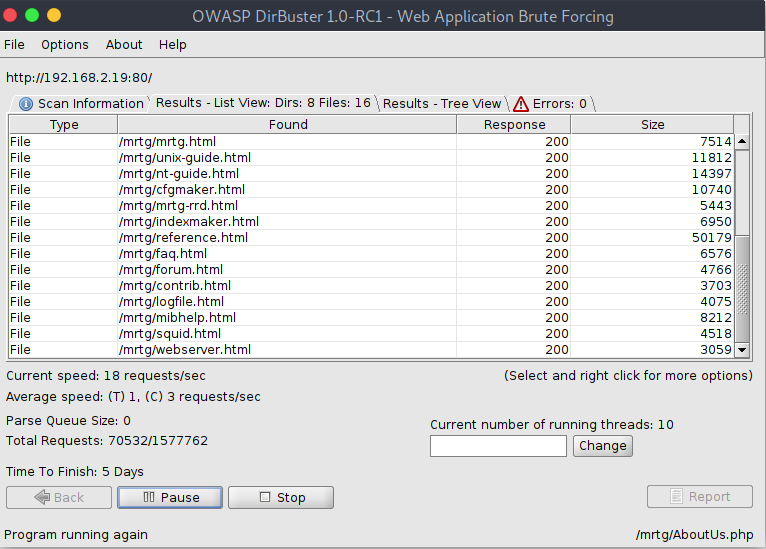 OWASP DirBuster 1.0-RC1 - Web Application Brute Forcing
File Options About Help
http://192.168.2.19:80/
Scan Information Results - List View: Dirs: 8 Files: 16 Results - Tree View Errors: 0
Type Found Response Size
File /mrtg/mrtg.html 200 7514
File /mrtg/unix-guide.html 200 11812
File /mrtg/nt-guide.html 200 14397
File /mrtg/cfgmaker.html 200 10740
File /mrtg/mrtg-rrd.html 200 5443
File /mrtg/indexmaker.html 200 6950
File /mrtg/reference.html 200 50179
File /mrtg/faq.html 200 6576
File /mrtg/forum.html 200 4766
File /mrtg/contrib.html 200 3703
File /mrtg/logfile.html 200 4075
File /mrtg/mibhelp.html 200 8212
File /mrtg/squid.html 200 4518
File /mrtg/webserver.html 200 3059
Current speed: 18 requests/sec (Select and right click for more options)
Average speed: (T) 1, (C) 3 requests/sec
Parse Queue Size: 0 Current number of running threads: 10
Total Requests: 70532/1577762 Change
Time To Finish: 5 Days
Back Pause Stop Report
Program running again /mrtg/AboutUs.php